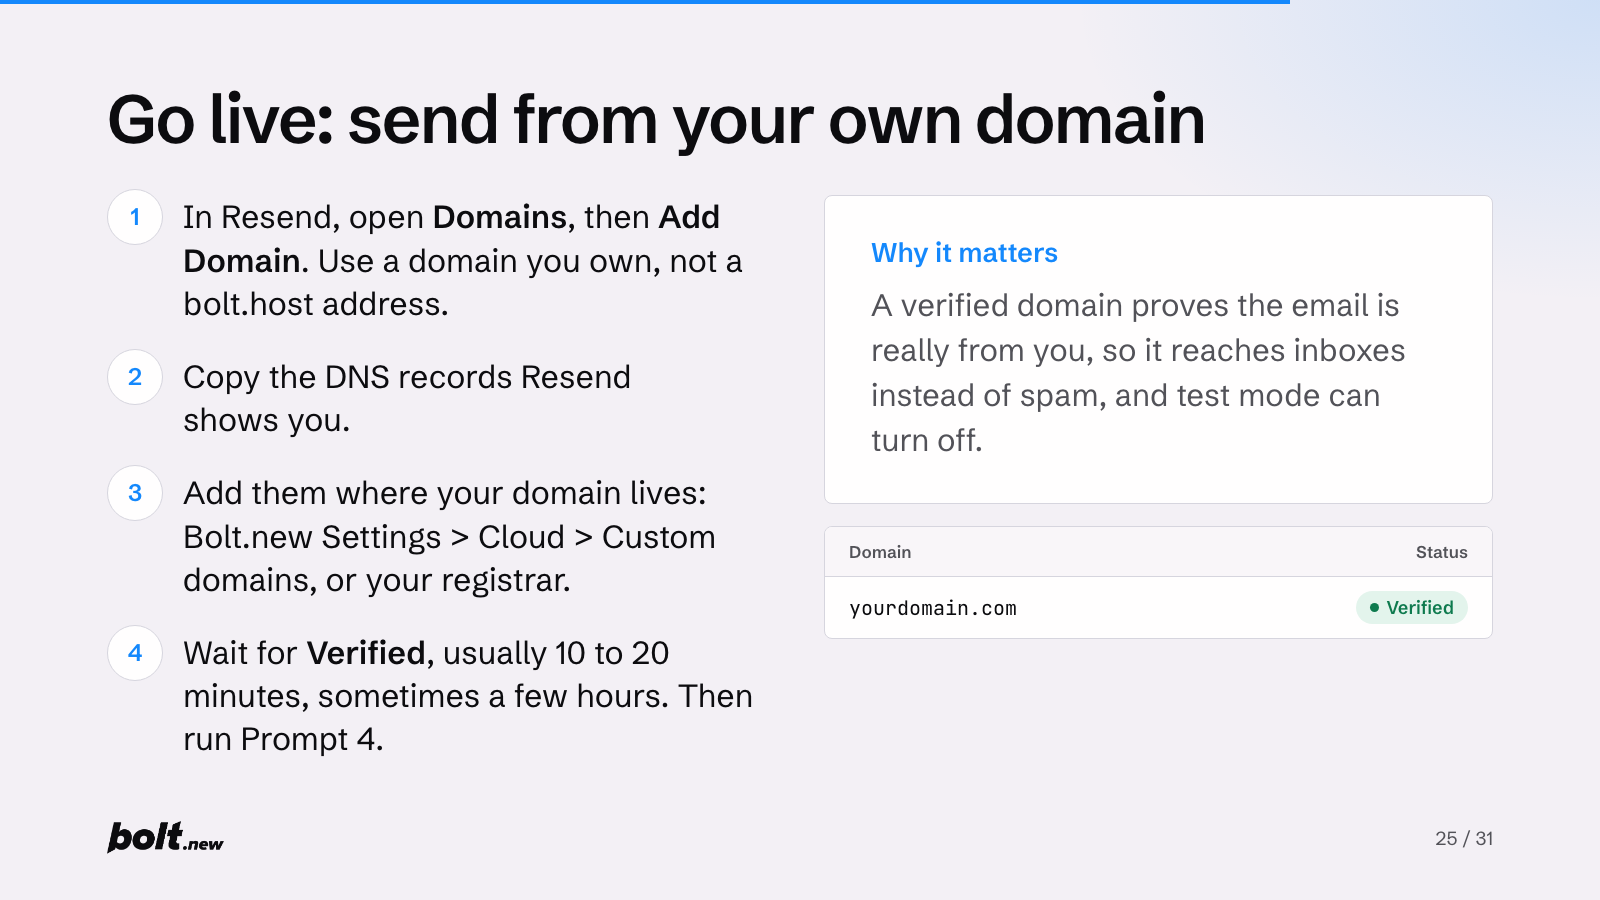 Go live: send from your own domain
1
In Resend, open Domains, then Add
Domain. Use a domain you own, not a
bolt.host address.
2
Copy the DNS records Resend
shows you.
3
Add them where your domain lives:
Bolt.new Settings > Cloud > Custom
domains, or your registrar.
4
Wait for Verified, usually 10 to 20
minutes, sometimes a few hours. Then
run Prompt 4.
Why it matters
A verified domain proves the email is
really from you, so it reaches inboxes
instead of spam, and test mode can
turn off.
Domain Status
yourdomain.com Verified
bolt.new
25 / 31